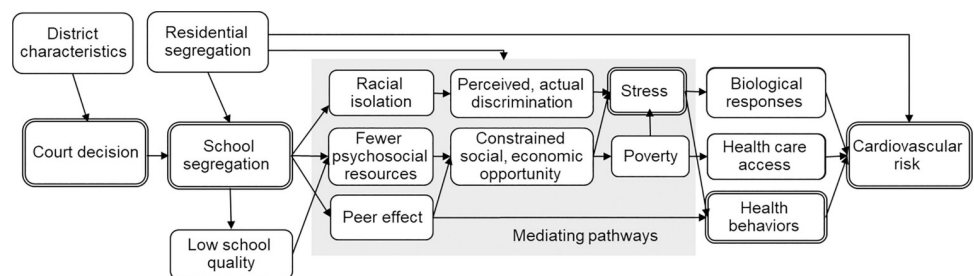 District
characteristics
Residential
segregation
Court decision
School
segregation
Low school
quality
Racial
isolation
Fewer
psychosocial
resources
Peer effect
Perceived, actual
discrimination
Constrained
social, economic
opportunity
Stress
Poverty
Mediating pathways
Biological
responses
Health care
access
Health
behaviors
Cardiovascular
risk